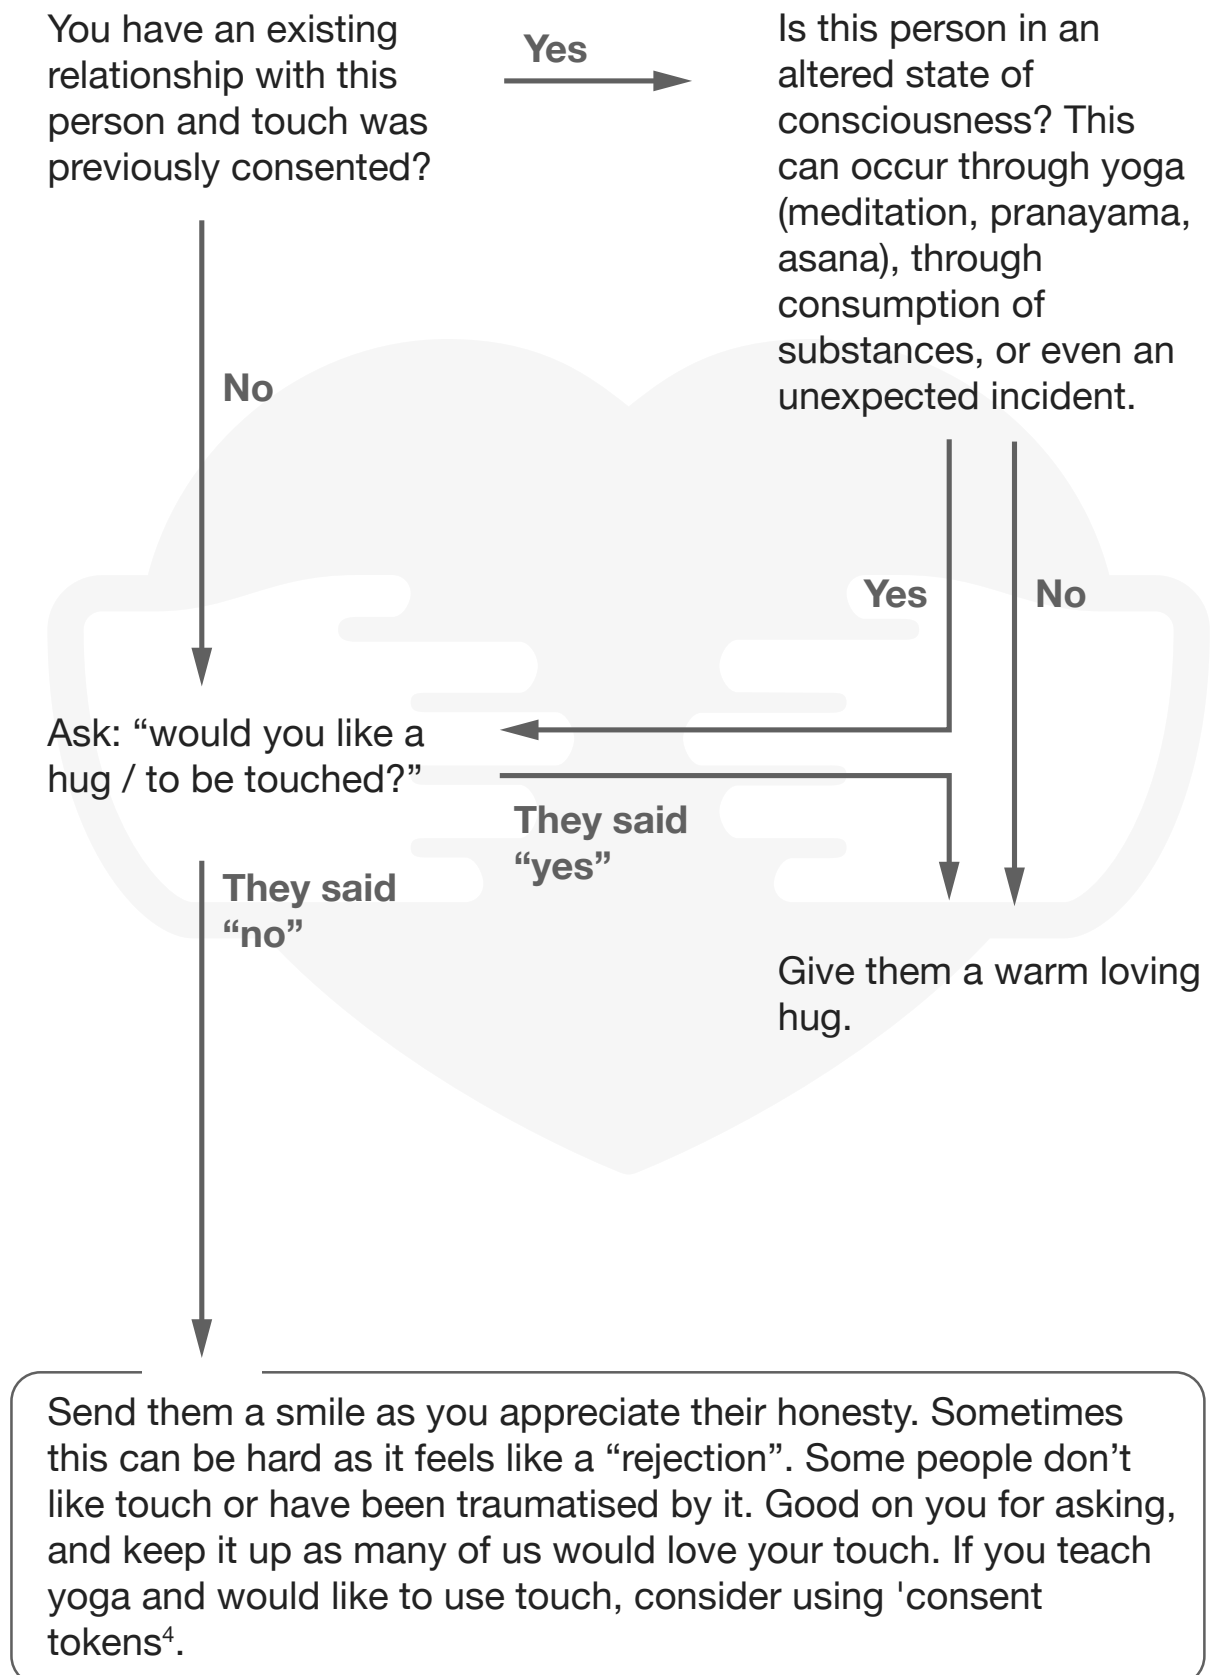 You have an existing
relationship with this
person and touch was
previously consented?
Yes
Is this person in an
altered state of
consciousness? This
can occur through yoga
(meditation, pranayama,
asana), through
consumption of
substances, or even an
unexpected incident.
No
Yes
No
Ask: “would you like a
hug / to be touched?”
They said
“yes”
They said
“no”
Give them a warm loving
hug.
Send them a smile as you appreciate their honesty. Sometimes
this can be hard as it feels like a “rejection”. Some people don’t
like touch or have been traumatised by it. Good on you for asking,
and keep it up as many of us would love your touch. If you teach
yoga and would like to use touch, consider using 'consent
tokens⁴.